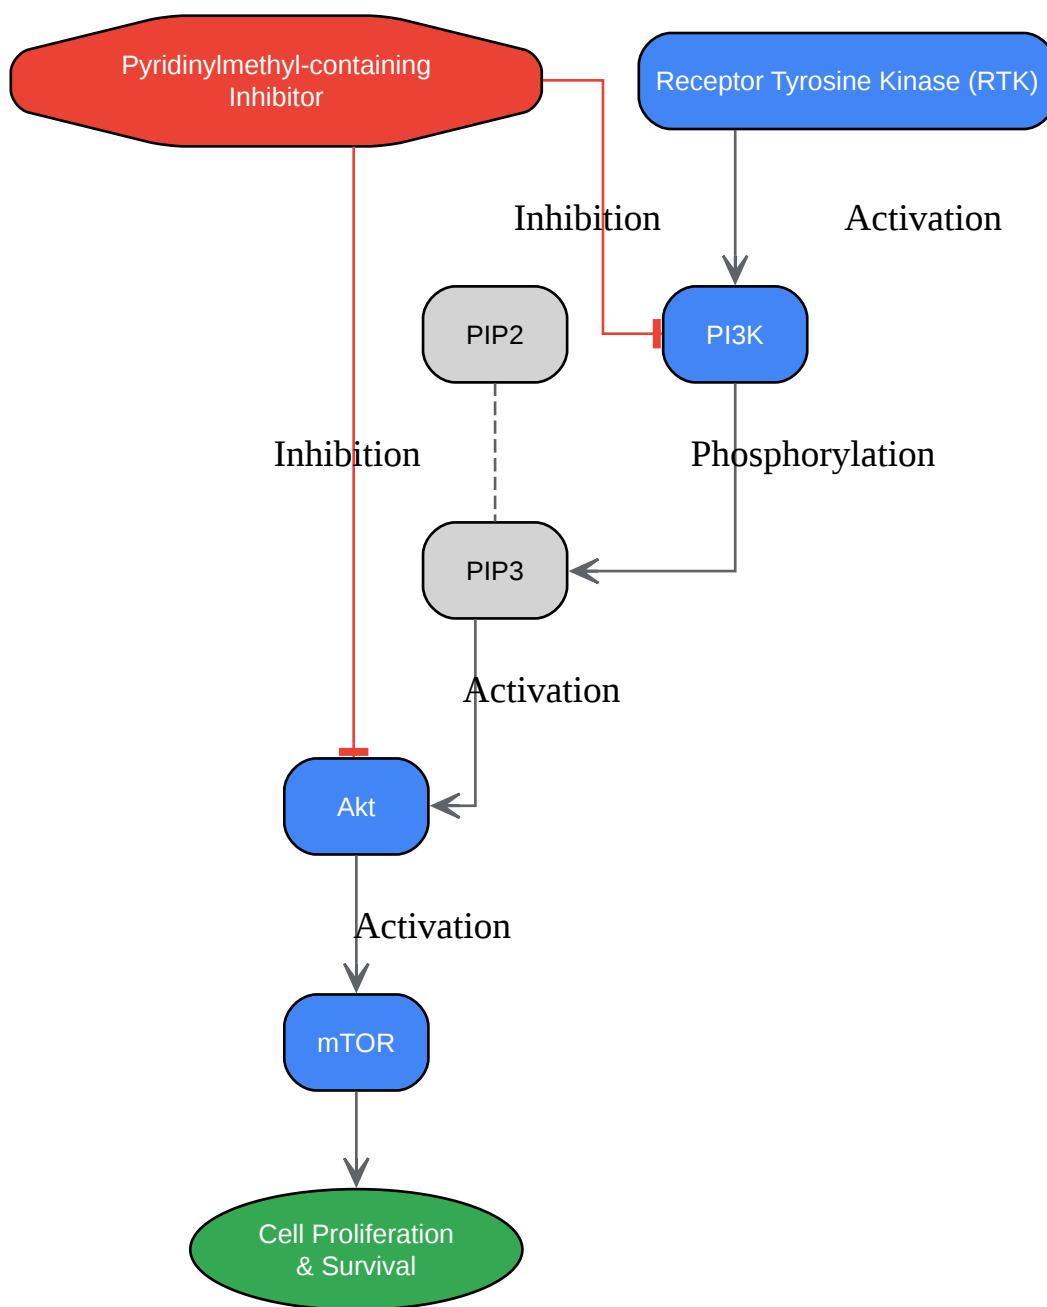 Pyridinylmethyl-containing
Inhibitor
Receptor Tyrosine Kinase (RTK)
Inhibition
Activation
PIP2
PI3K
Inhibition
Phosphorylation
PIP3
Activation
Akt
Activation
mTOR
Cell Proliferation
& Survival